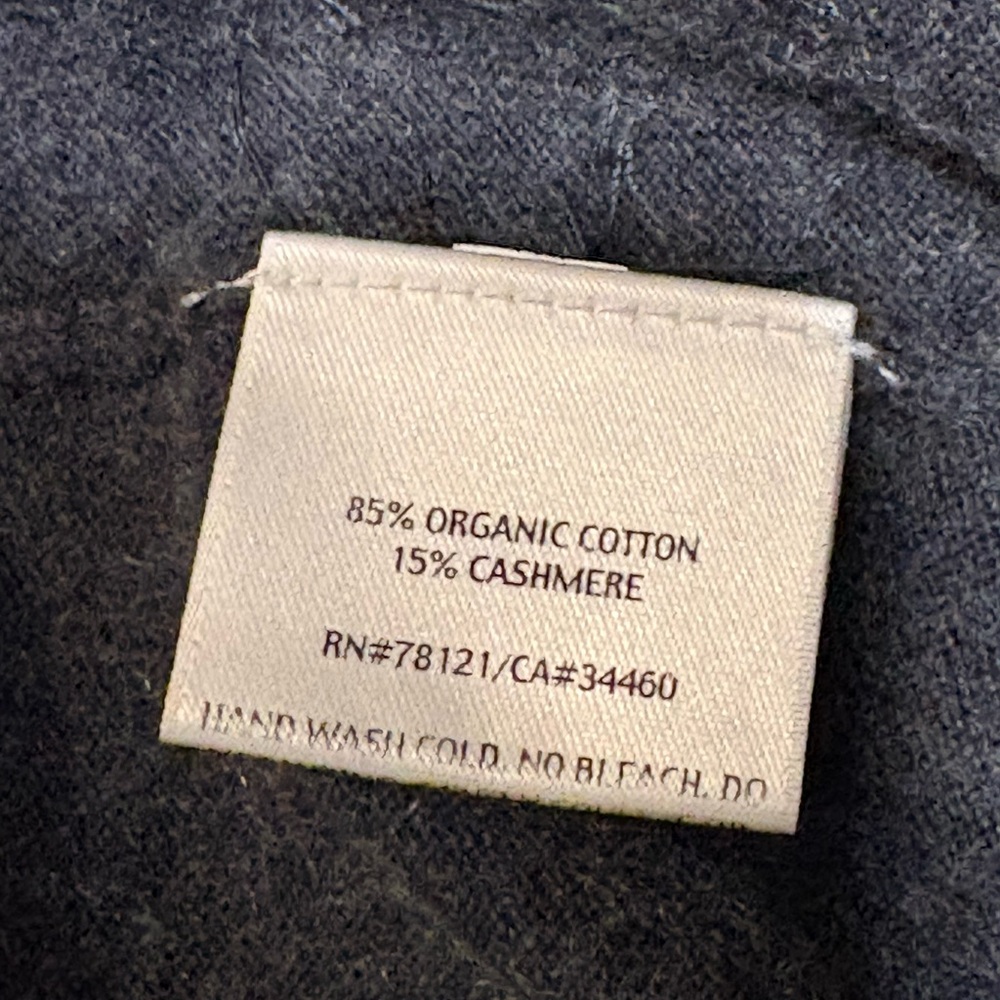 85% ORGANIC COTTON
15% CASHMERE
RN#78121/CA#34460
HAND WASH COLD. NO BLEACH. DO